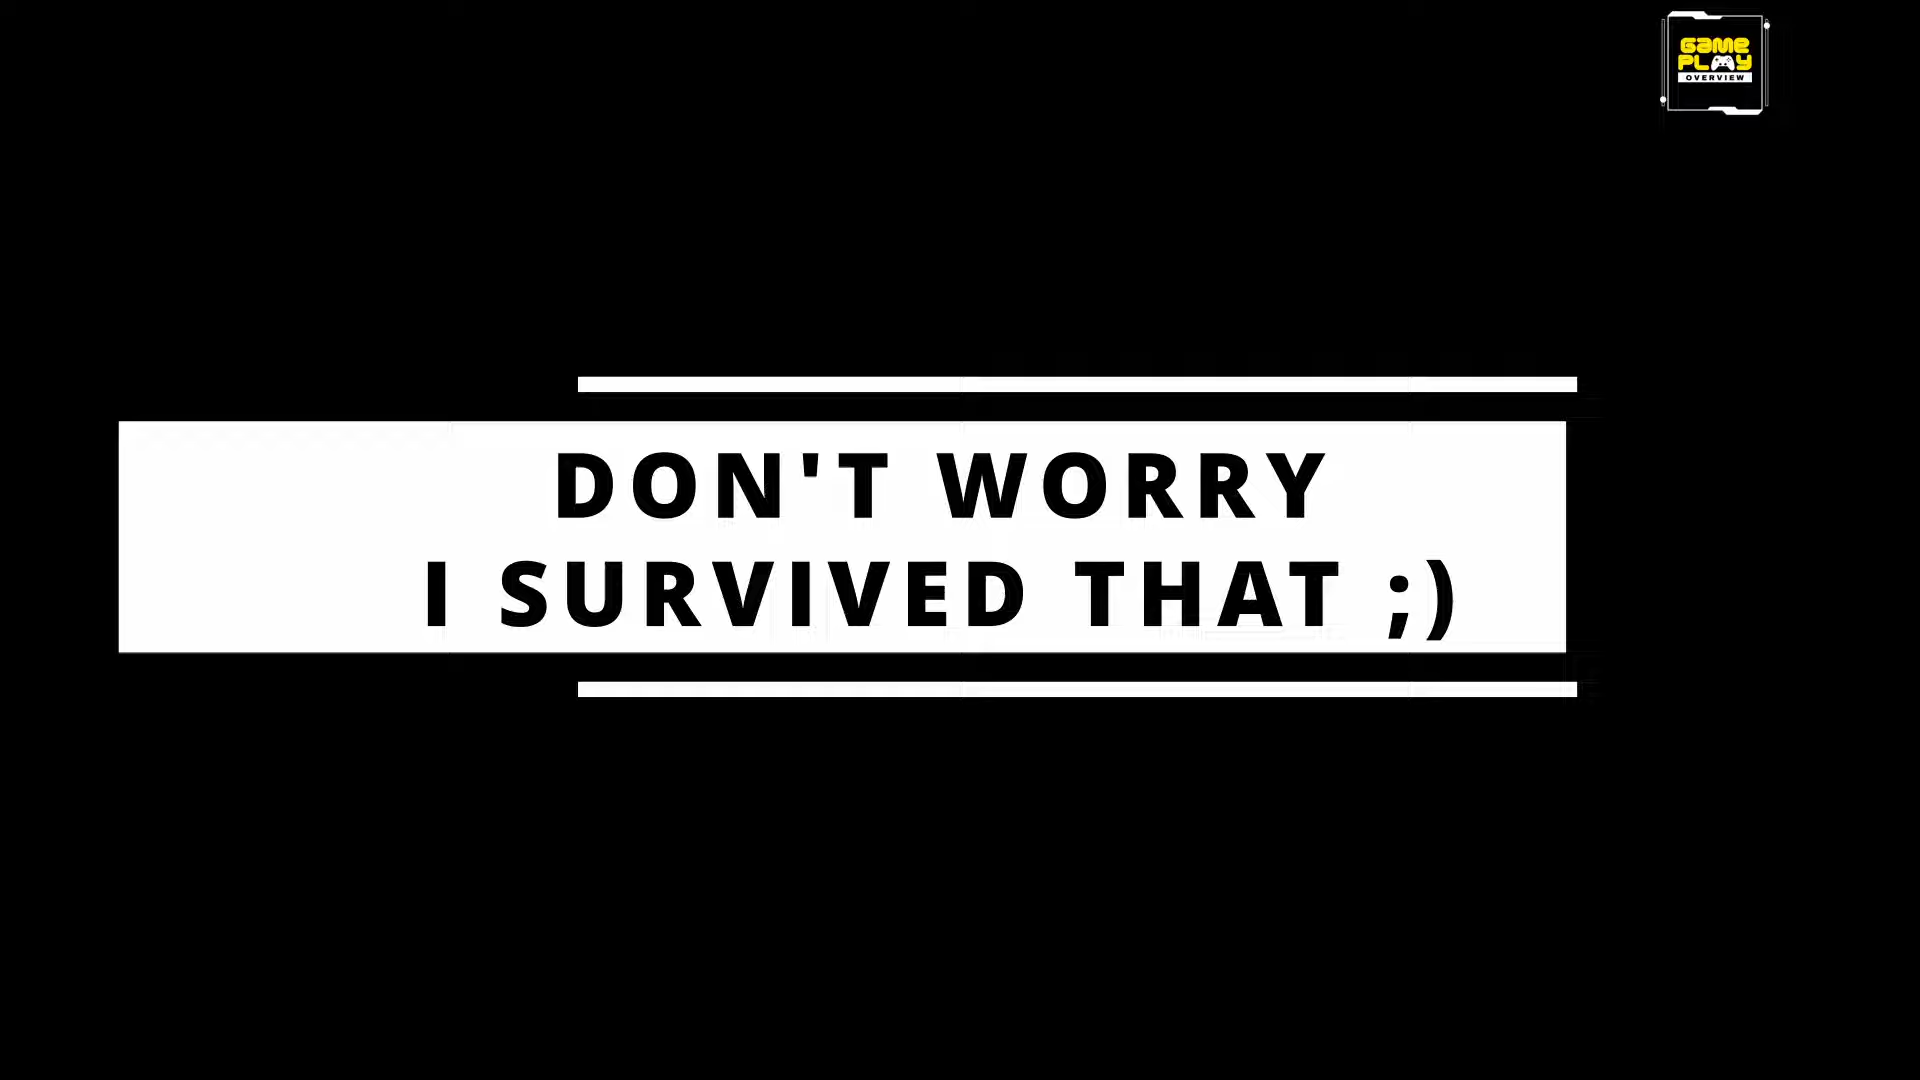 GAME
PLAY
OVERVIEW
DON'T WORRY
I SURVIVED THAT ;)